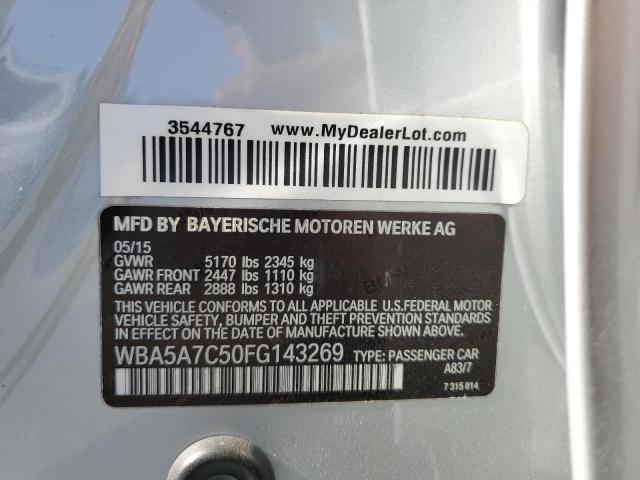 3544767 www.MyDealerLot.com
MFD BY BAYERISCHE MOTOREN WERKE AG
05/15
GVWR 5170 lbs 2345 kg
GAWR FRONT 2447 lbs 1110 kg
GAWR REAR 2888 lbs 1310 kg
THIS VEHICLE CONFORMS TO ALL APPLICABLE U.S.FEDERAL MOTOR
VEHICLE SAFETY, BUMPER AND THEFT PREVENTION STANDARDS
IN EFFECT ON THE DATE OF MANUFACTURE SHOWN ABOVE.
WBA5A7C50FG143269 TYPE: PASSENGER CAR
A83/7
7 315 814